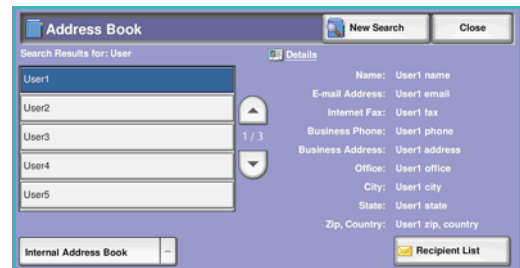 Address Book
New Search
Close
Search Results for: User
Details
User1
User2
User3
User4
User5
1 / 3
Name: User1 name
E-mail Address: User1 email
Internet Fax: User1 fax
Business Phone: User1 phone
Business Address: User1 address
Office: User1 office
City: User1 city
State: User1 state
Zip, Country: User1 zip, country
Internal Address Book
Recipient List